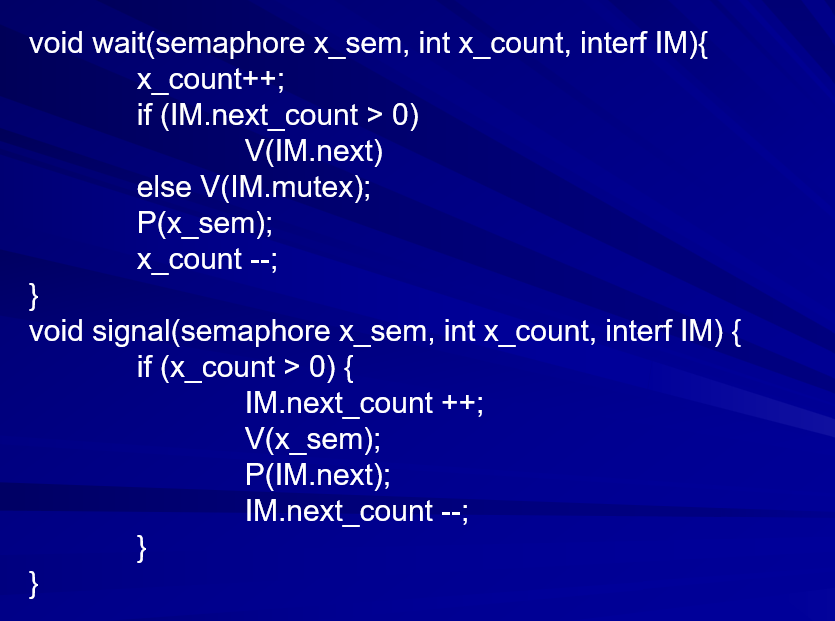 void wait(semaphore x_sem, int x_count, interf IM){
x_count++;
if (IM.next_count > 0)
V(IM.next)
else V(IM.mutex);
P(x_sem);
x_count --;
}
void signal(semaphore x_sem, int x_count, interf IM) {
if (x_count > 0) {
IM.next_count ++;
V(x_sem);
P(IM.next);
IM.next_count --;
}
}